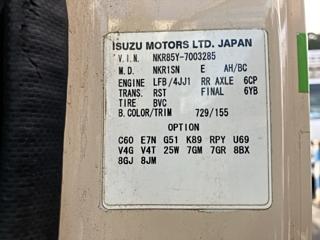 ISUZU MOTORS LTD. JAPAN
V.I.N. NKR85Y-7003285
M.D. NKR1SN E AH/BC
ENGINE LFB/4JJ1 RR AXLE 6CP
TRANS. RST FINAL 6YB
TIRE BVC
B.COLOR/TRIM 729/155
OPTION
C60 E7N G51 K89 RPY U69
V4G V4T 25W 7GM 7GR 8BX
8GJ 8JM